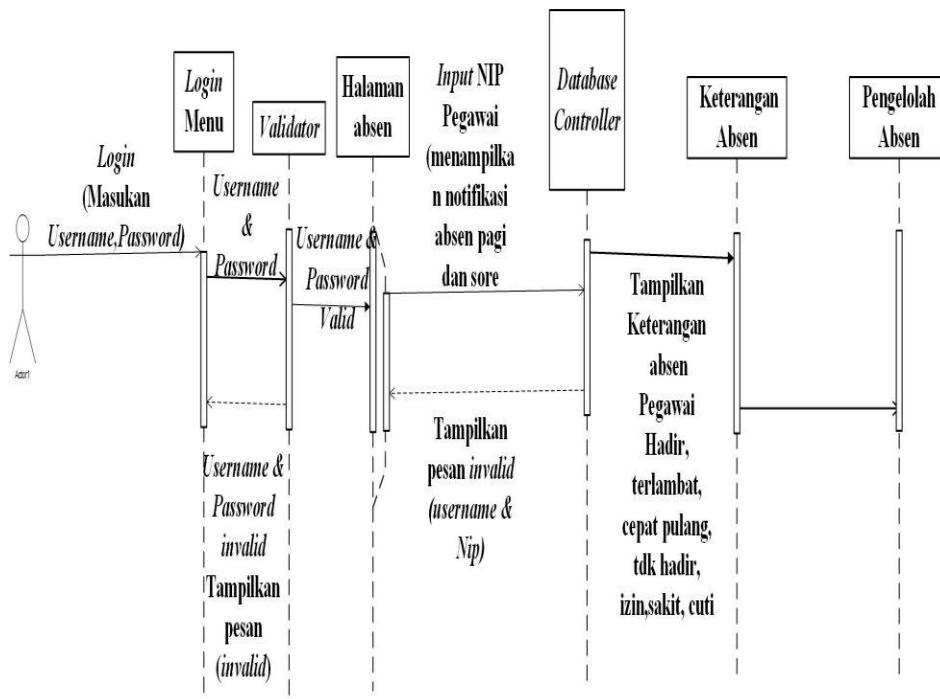 Login
Menu
Validator
Halaman
absen
Input NIP
Pegawai
(menampilka
n notifikasi
absen pagi
dan sore
Database
Controller
Keterangan
Absen
Pengelolah
Absen
Login
(Masukan
Username,Password)
Username
&
Password
Username &
Password
Valid
Actor1
Username &
Password
invalid
Tampilkan
pesan
(invalid)
Tampilkan
pesan invalid
(username &
Nip)
Tampilkan
Keterangan
absen
Pegawai
Hadir,
terlambat,
cepat pulang,
tdk hadir,
izin,sakit, cuti